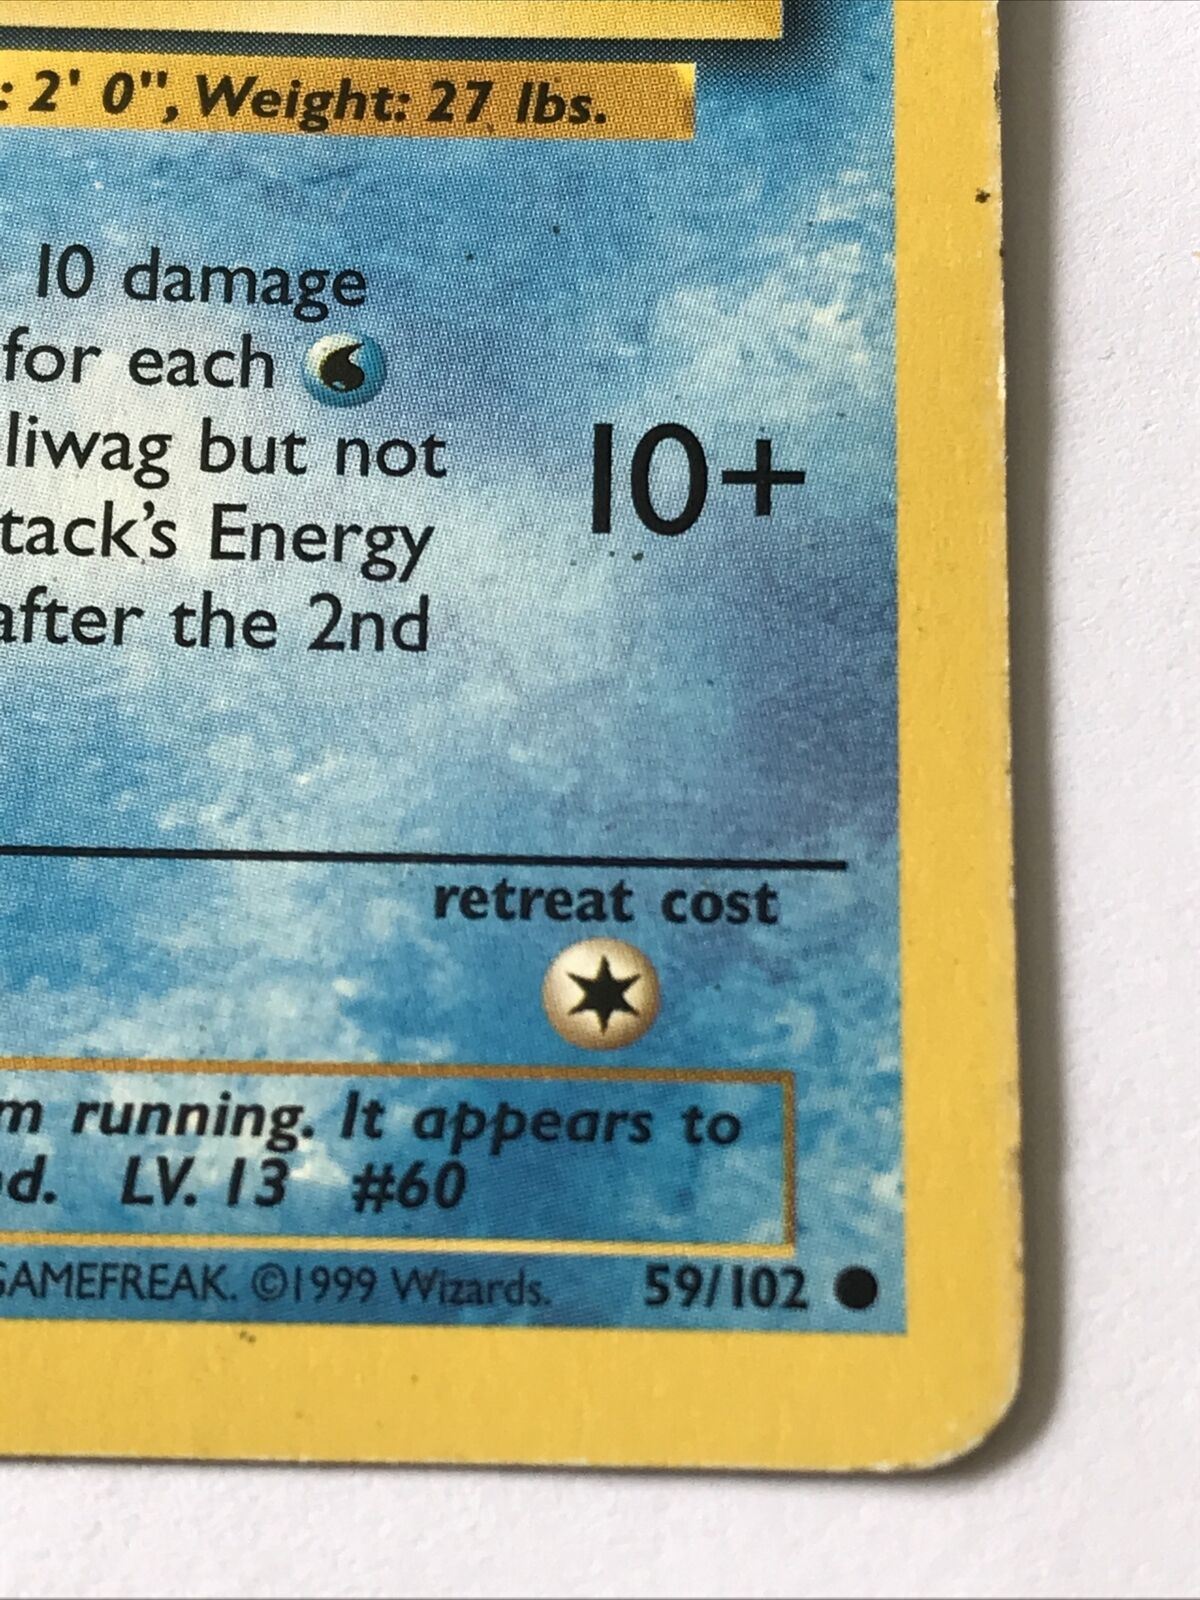 : 2' 0", Weight: 27 lbs.
10 damage
for each
liwag but not
10+
tack's Energy
after the 2nd
retreat cost
m running. It appears to
d. LV. 13 #60
GAMEFREAK. ©1999 Wizards. 59/102